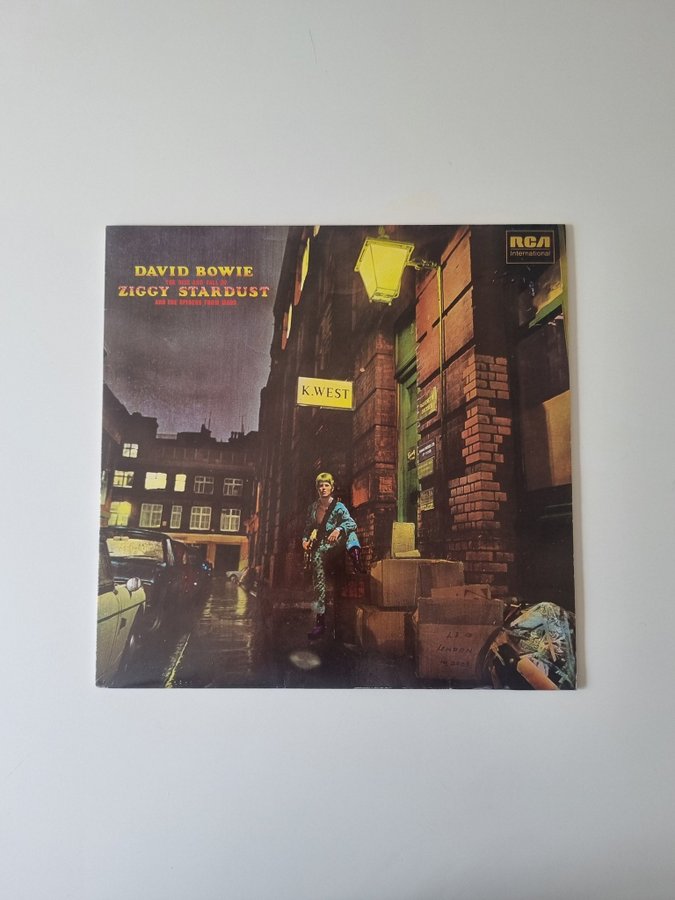 DAVID BOWIE
THE RISE AND FALL OF
ZIGGY STARDUST
AND THE SPIDERS FROM MARS
RCA
International
K.WEST